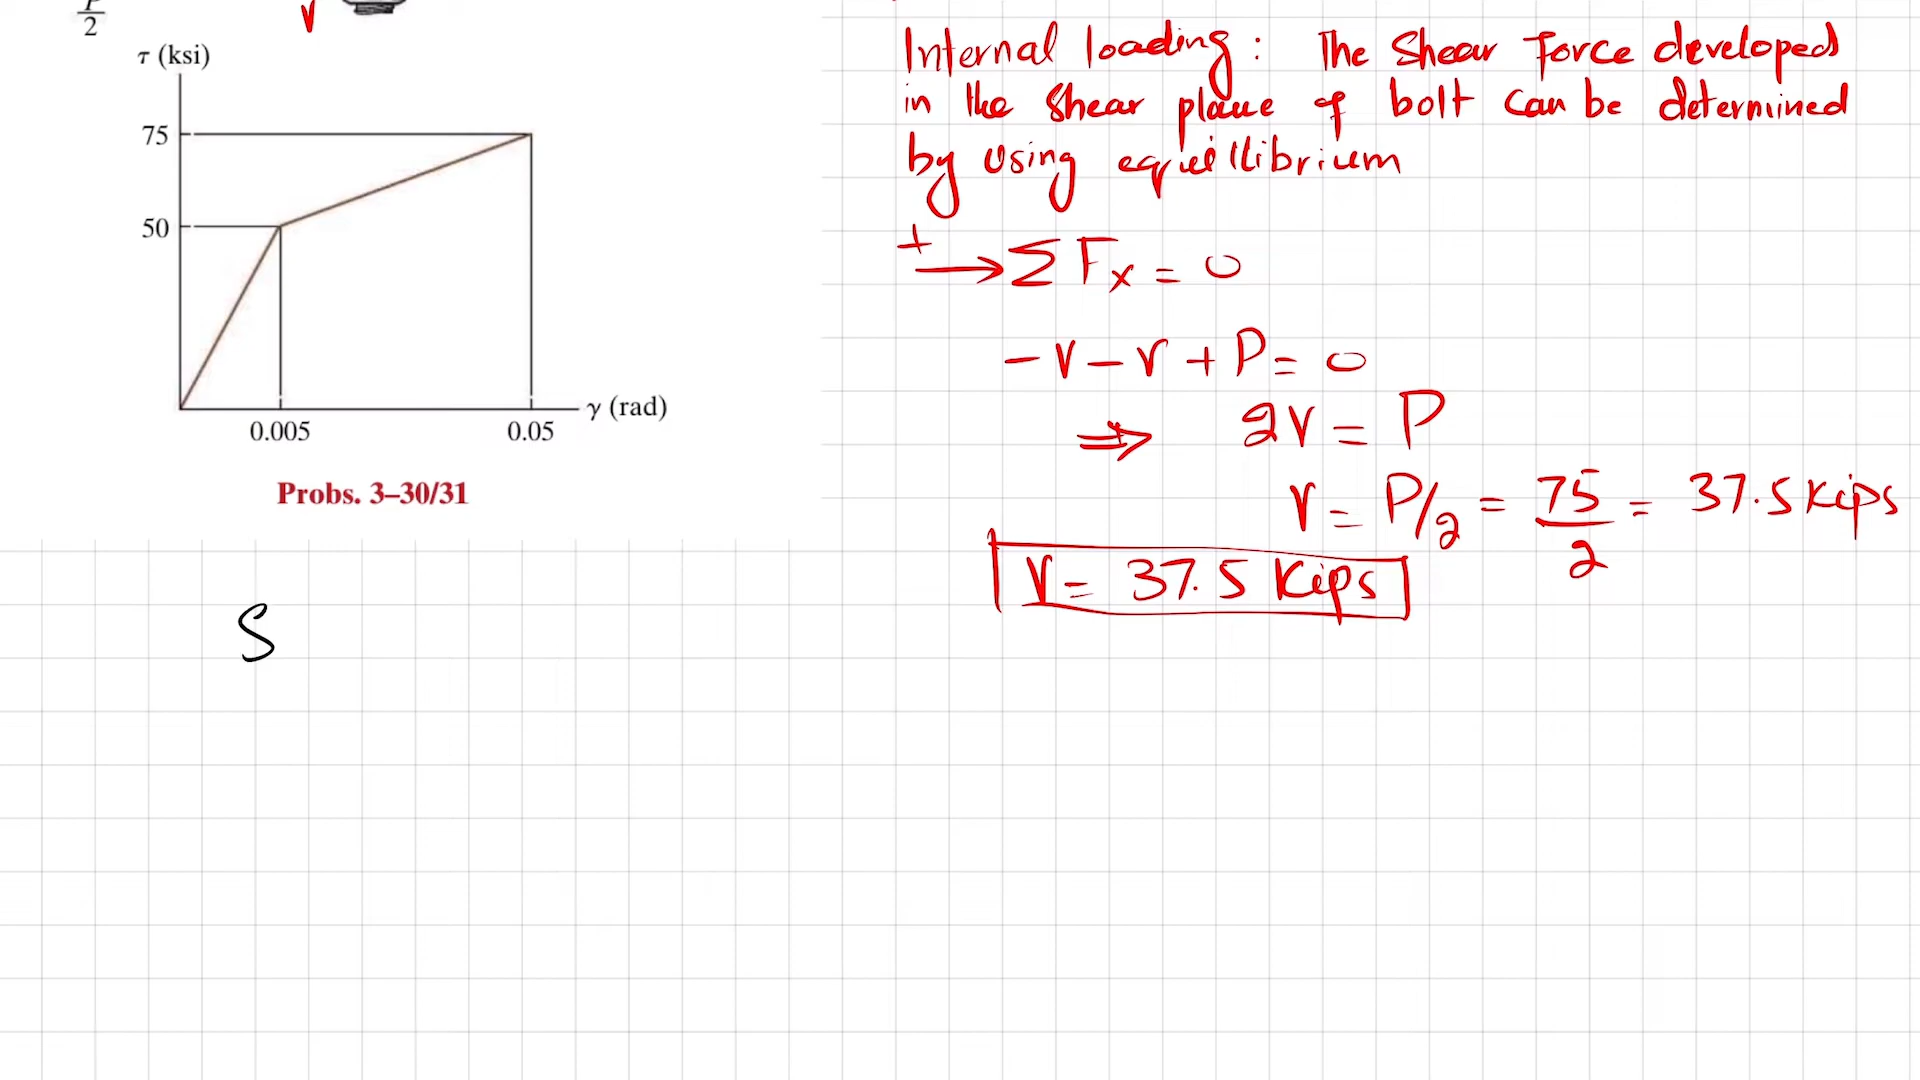 P/2
V
τ (ksi)
75
50
0.005
0.05
γ (rad)
Probs. 3–30/31
S
Internal loading : The Shear Force developed
in the Shear plane of bolt can be determined
by using equillibrium
+→ ΣFx = 0
- V - V + P = 0
⇒ 2V = P
V = P/2 = 75/2 = 37.5 Kips
V = 37.5 Kips